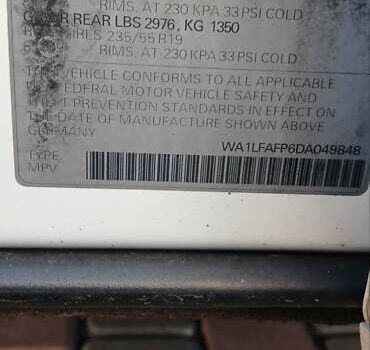 RIMS, AT 230 KPA 33 PSI COLD
REAR LBS 2976, KG 1350
235/55 R19
RIMS, AT 230 KPA 33 PSI COLD
THIS VEHICLE CONFORMS TO ALL APPLICABLE
FEDERAL MOTOR VEHICLE SAFETY AND
PREVENTION STANDARDS IN EFFECT ON
THE DATE OF MANUFACTURE SHOWN ABOVE
GERMANY
WA1LFAFP6DA049848
TYPE
MPV